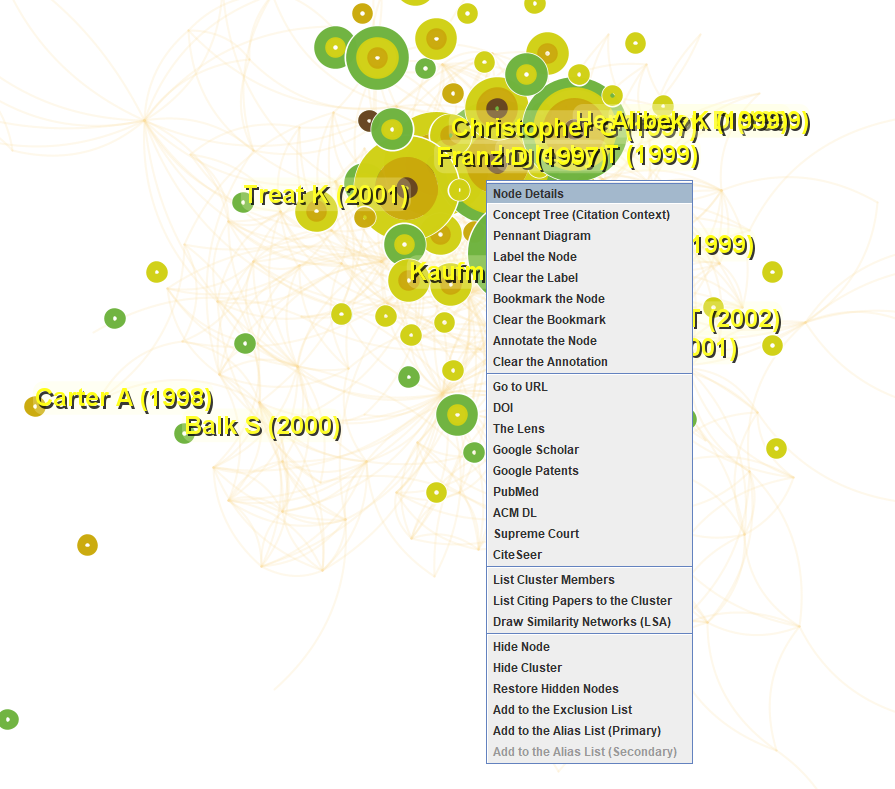 Christopher G (1997)
Alibek K (1999)
Franz DJ (1997)
T (1999)
Treat K (2001)
1999)
Kaufm
T (2002)
001)
Carter A (1998)
Balk S (2000)
Node Details
Concept Tree (Citation Context)
Pennant Diagram
Label the Node
Clear the Label
Bookmark the Node
Clear the Bookmark
Annotate the Node
Clear the Annotation
Go to URL
DOI
The Lens
Google Scholar
Google Patents
PubMed
ACM DL
Supreme Court
CiteSeer
List Cluster Members
List Citing Papers to the Cluster
Draw Similarity Networks (LSA)
Hide Node
Hide Cluster
Restore Hidden Nodes
Add to the Exclusion List
Add to the Alias List (Primary)
Add to the Alias List (Secondary)